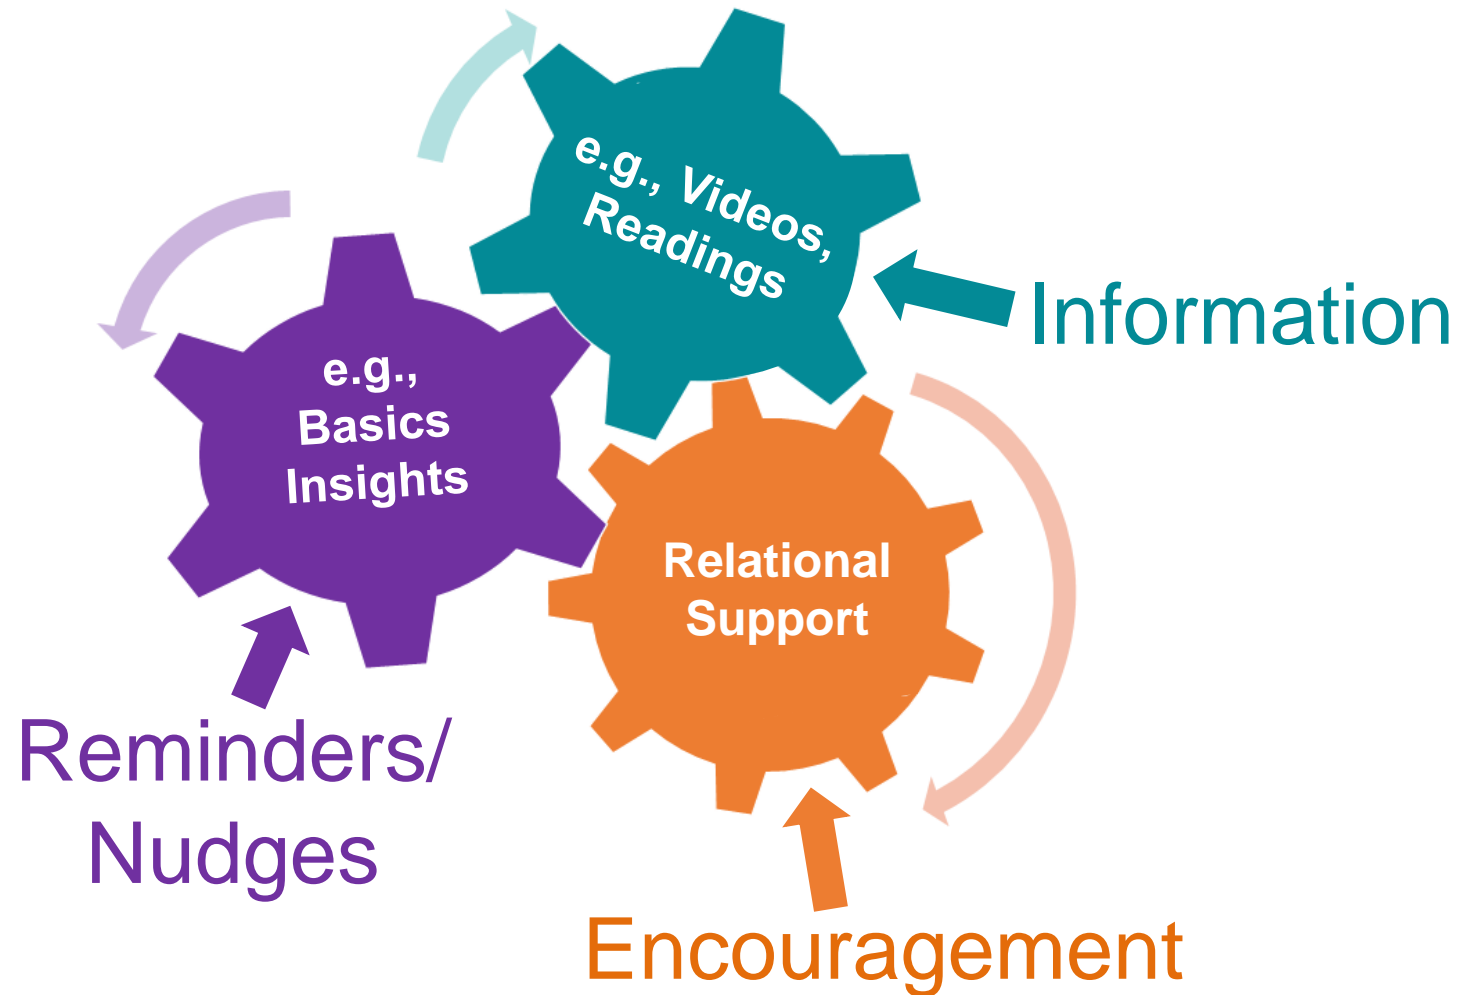 e.g., Videos,
Readings
Information
e.g.,
Basics
Insights
Relational
Support
Reminders/
Nudges
Encouragement